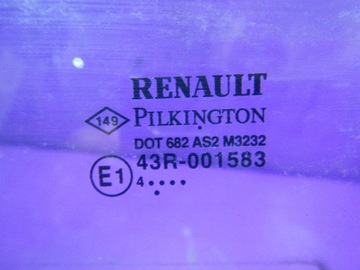 RENAULT
149 PILKINGTON
DOT 682 AS2 M3232
E1 43R-001583
4....